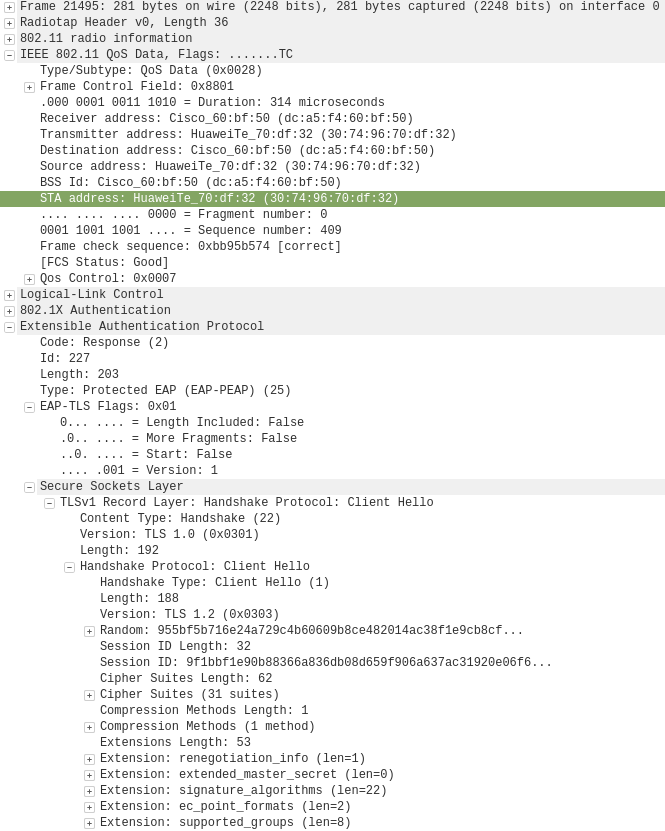 Frame 21495: 281 bytes on wire (2248 bits), 281 bytes captured (2248 bits) on interface 0
Radiotap Header v0, Length 36
802.11 radio information
IEEE 802.11 QoS Data, Flags: .......TC
Type/Subtype: QoS Data (0x0028)
Frame Control Field: 0x8801
.000 0001 0011 1010 = Duration: 314 microseconds
Receiver address: Cisco_60:bf:50 (dc:a5:f4:60:bf:50)
Transmitter address: HuaweiTe_70:df:32 (30:74:96:70:df:32)
Destination address: Cisco_60:bf:50 (dc:a5:f4:60:bf:50)
Source address: HuaweiTe_70:df:32 (30:74:96:70:df:32)
BSS Id: Cisco_60:bf:50 (dc:a5:f4:60:bf:50)
STA address: HuaweiTe_70:df:32 (30:74:96:70:df:32)
.... .... .... 0000 = Fragment number: 0
0001 1001 1001 .... = Sequence number: 409
Frame check sequence: 0xbb95b574 [correct]
[FCS Status: Good]
Qos Control: 0x0007
Logical-Link Control
802.1X Authentication
Extensible Authentication Protocol
Code: Response (2)
Id: 227
Length: 203
Type: Protected EAP (EAP-PEAP) (25)
EAP-TLS Flags: 0x01
0... .... = Length Included: False
.0.. .... = More Fragments: False
..0. .... = Start: False
.... .001 = Version: 1
Secure Sockets Layer
TLSv1 Record Layer: Handshake Protocol: Client Hello
Content Type: Handshake (22)
Version: TLS 1.0 (0x0301)
Length: 192
Handshake Protocol: Client Hello
Handshake Type: Client Hello (1)
Length: 188
Version: TLS 1.2 (0x0303)
Random: 955bf5b716e24a729c4b60609b8ce482014ac38f1e9cb8cf...
Session ID Length: 32
Session ID: 9f1bbf1e90b88366a836db08d659f906a637ac31920e06f6...
Cipher Suites Length: 62
Cipher Suites (31 suites)
Compression Methods Length: 1
Compression Methods (1 method)
Extensions Length: 53
Extension: renegotiation_info (len=1)
Extension: extended_master_secret (len=0)
Extension: signature_algorithms (len=22)
Extension: ec_point_formats (len=2)
Extension: supported_groups (len=8)